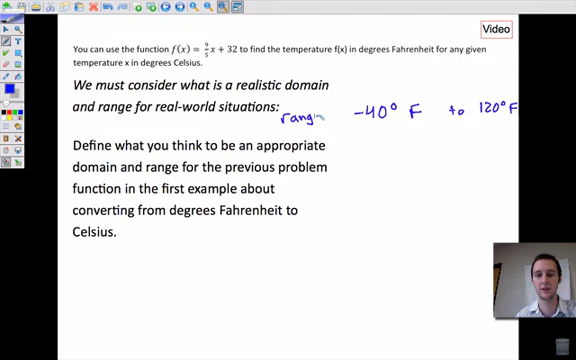 Video
You can use the function f(x) = 9/5 x + 32 to find the temperature f(x) in degrees Fahrenheit for any given
temperature x in degrees Celsius.
We must consider what is a realistic domain
and range for real-world situations:
rang -40° F to 120° F
Define what you think to be an appropriate
domain and range for the previous problem
function in the first example about
converting from degrees Fahrenheit to
Celsius.